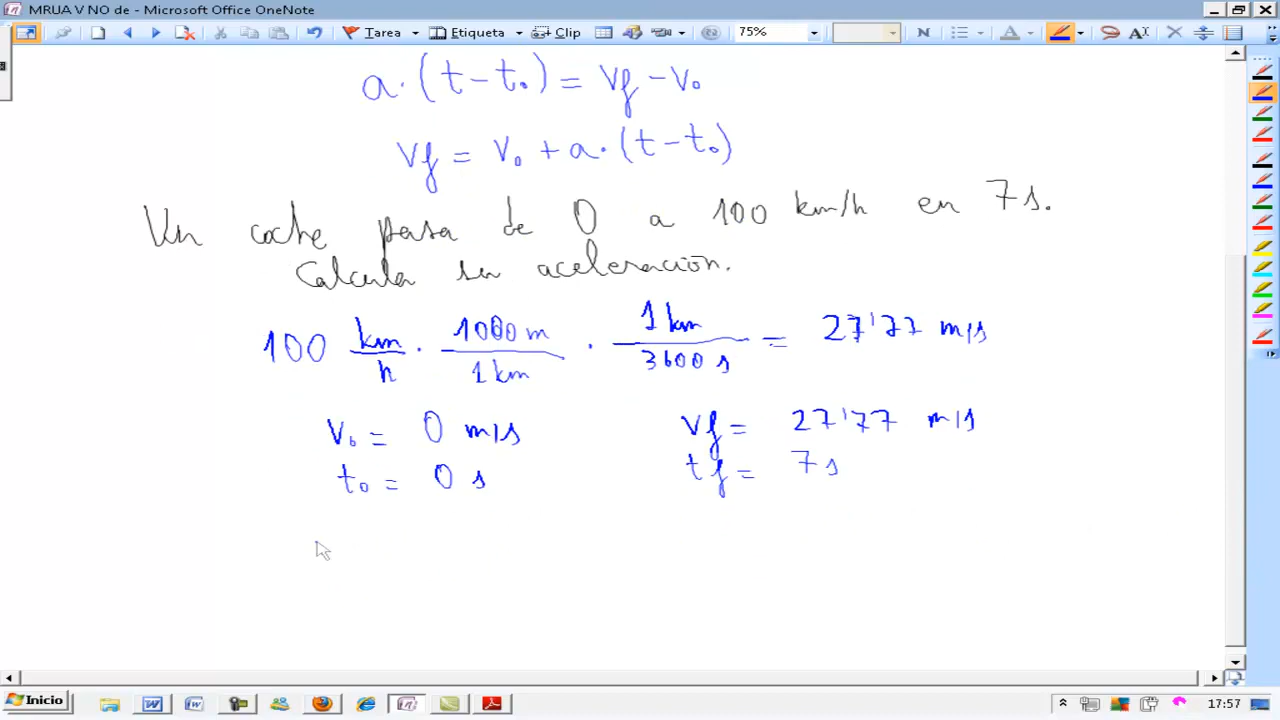 MRUA V NO de - Microsoft Office OneNote
Tarea Etiqueta Clip 75% N
a·(t-t₀) = vf - v₀
vf = v₀ + a·(t-t₀)
Un coche pasa de 0 a 100 km/h en 7s.
Calcula su aceleración.
100 km/h · 1000 m/1 km · 1 km/3600 s = 27'77 m/s
v₀ = 0 m/s vf = 27'77 m/s
t₀ = 0 s tf = 7 s
Inicio 17:57